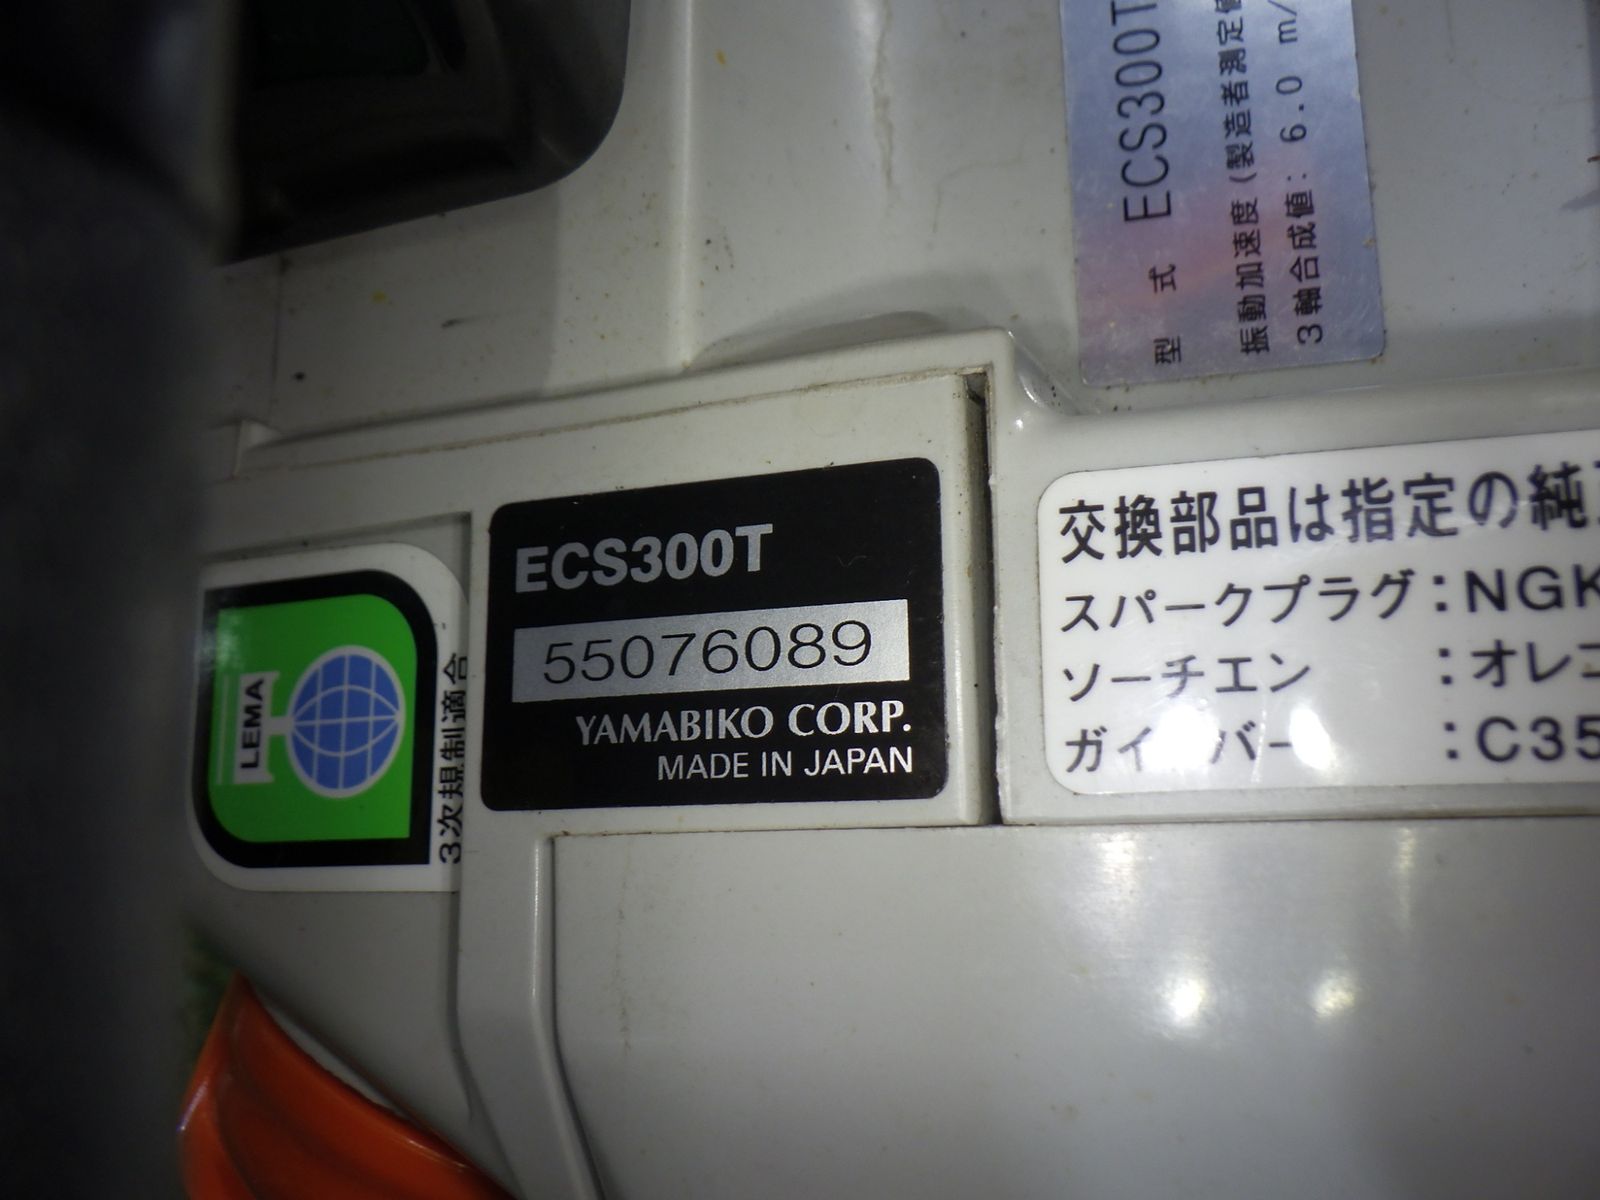 型式 ECS300T
振動加速度(製造者測定値
3軸合成値: 6.0 m/
ECS300T
55076089
YAMABIKO CORP.
MADE IN JAPAN
LEMA
3次規制適合
交換部品は指定の純
スパークプラグ:NGK
ソーチエン :オレゴ
ガイドバー :C35